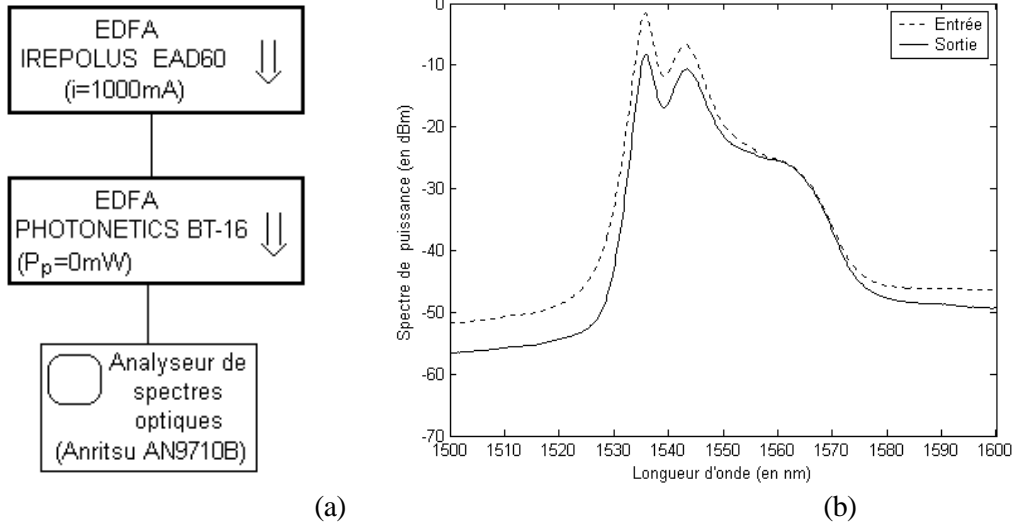 EDFA
IREPOLUS EAD60
(i=1000mA)
EDFA
PHOTONETICS BT-16
(Pp=0mW)
Analyseur de
spectres
optiques
(Anritsu AN9710B)
(a)
Spectre de puissance (en dBm)
-0
-10
-20
-30
-40
-50
-60
-70
Entrée
Sortie
1500 1510 1520 1530 1540 1550 1560 1570 1580 1590 1600
Longueur d'onde (en nm)
(b)